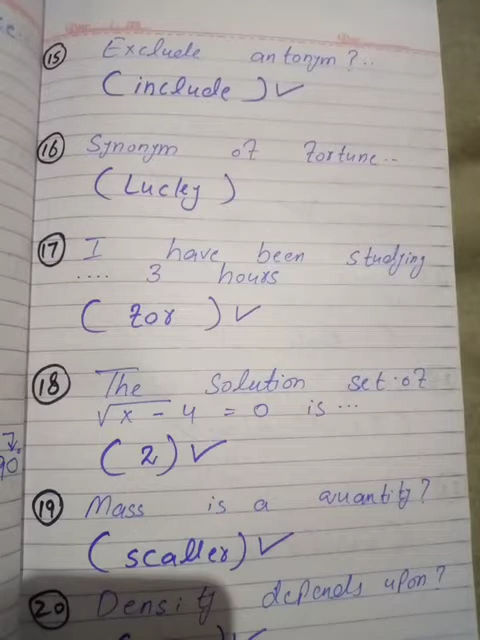 15 Exclude antonym?..
(include) ✓
16 Synonym of fortune..
(Lucky)
17 I have been studying
.... 3 hours
(for) ✓
18 The solution set of
√x - 4 = 0 is ...
(2) ✓
19 Mass is a quantity?
(scaller) ✓
20 Density depends upon?
90